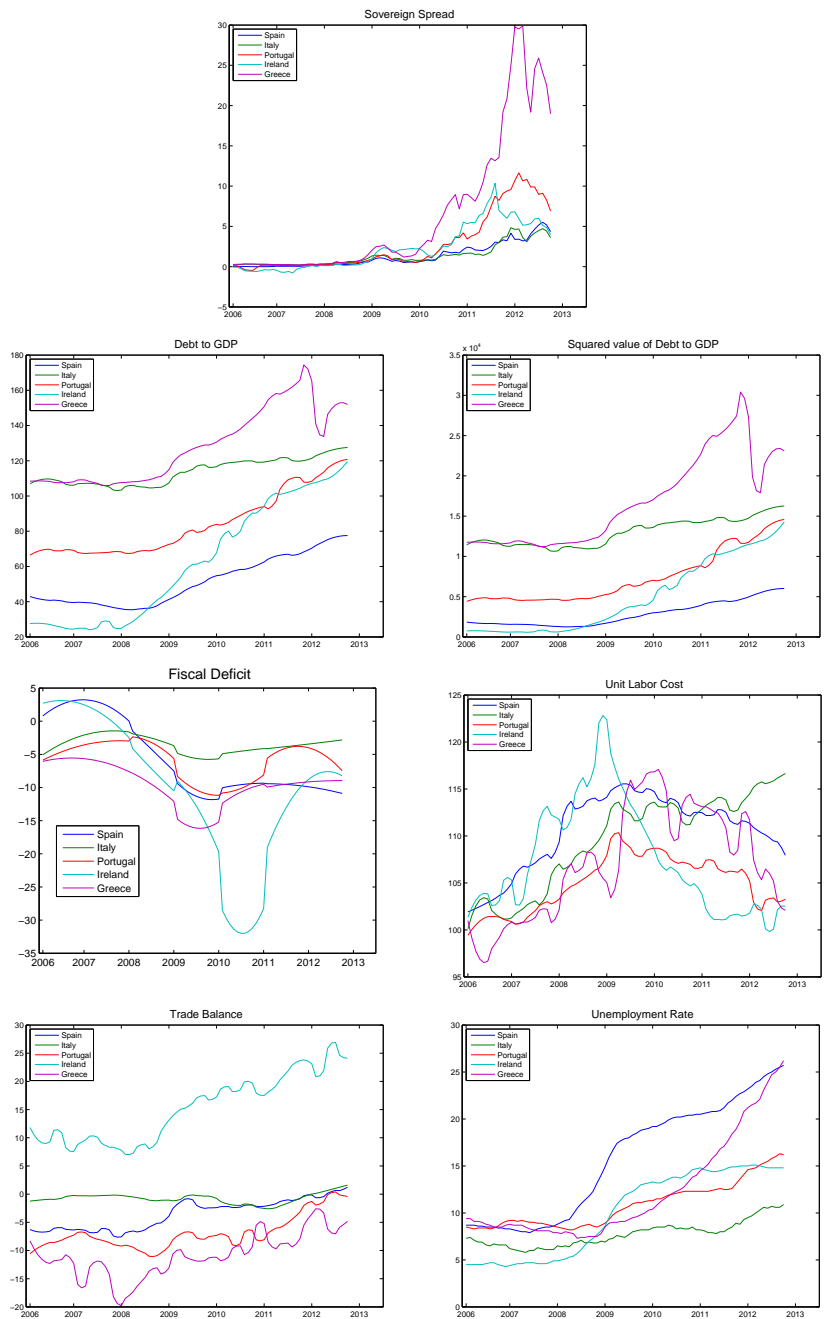 Sovereign Spread
30
25
20
15
10
5
0
−5
2006 2007 2008 2009 2010 2011 2012 2013
Spain
Italy
Portugal
Ireland
Greece
Debt to GDP
180
160
140
120
100
80
60
40
20
2006 2007 2008 2009 2010 2011 2012 2013
Spain
Italy
Portugal
Ireland
Greece
Squared value of Debt to GDP
x 10⁴
3.5
3
2.5
2
1.5
1
0.5
0
2006 2007 2008 2009 2010 2011 2012 2013
Spain
Italy
Portugal
Ireland
Greece
Fiscal Deficit
5
0
−5
−10
−15
−20
−25
−30
−35
2006 2007 2008 2009 2010 2011 2012 2013
Spain
Italy
Portugal
Ireland
Greece
Unit Labor Cost
125
120
115
110
105
100
95
2006 2007 2008 2009 2010 2011 2012 2013
Spain
Italy
Portugal
Ireland
Greece
Trade Balance
30
25
20
15
10
5
0
−5
−10
−15
−20
2006 2007 2008 2009 2010 2011 2012 2013
Spain
Italy
Portugal
Ireland
Greece
Unemployment Rate
30
25
20
15
10
5
0
2006 2007 2008 2009 2010 2011 2012 2013
Spain
Italy
Portugal
Ireland
Greece